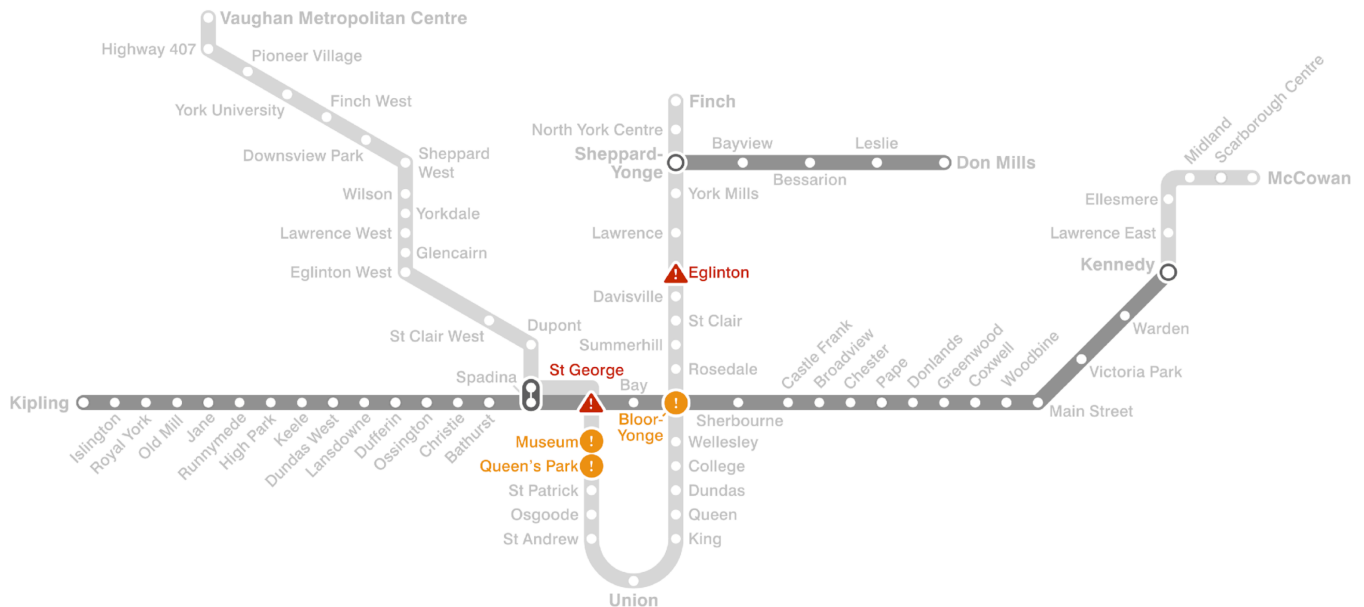 Vaughan Metropolitan Centre
Highway 407
Pioneer Village
York University
Finch West
Downsview Park
Sheppard
West
Wilson
Yorkdale
Lawrence West
Glencairn
Eglinton West
St Clair West
Dupont
Spadina
St George
!
Museum
!
Queen's Park
!
St Patrick
Osgoode
St Andrew
Union
King
Queen
Dundas
College
Wellesley
Bloor-
Yonge
!
Rosedale
Summerhill
St Clair
Davisville
Eglinton
!
Lawrence
York Mills
Sheppard-
Yonge
North York Centre
Finch
Bayview
Bessarion
Leslie
Don Mills
Kipling
Islington
Royal York
Old Mill
Jane
Runnymede
High Park
Keele
Dundas West
Lansdowne
Dufferin
Ossington
Christie
Bathurst
Bay
Sherbourne
Castle Frank
Broadview
Chester
Pape
Donlands
Greenwood
Coxwell
Woodbine
Main Street
Victoria Park
Warden
Kennedy
Lawrence East
Ellesmere
Midland
Scarborough Centre
McCowan